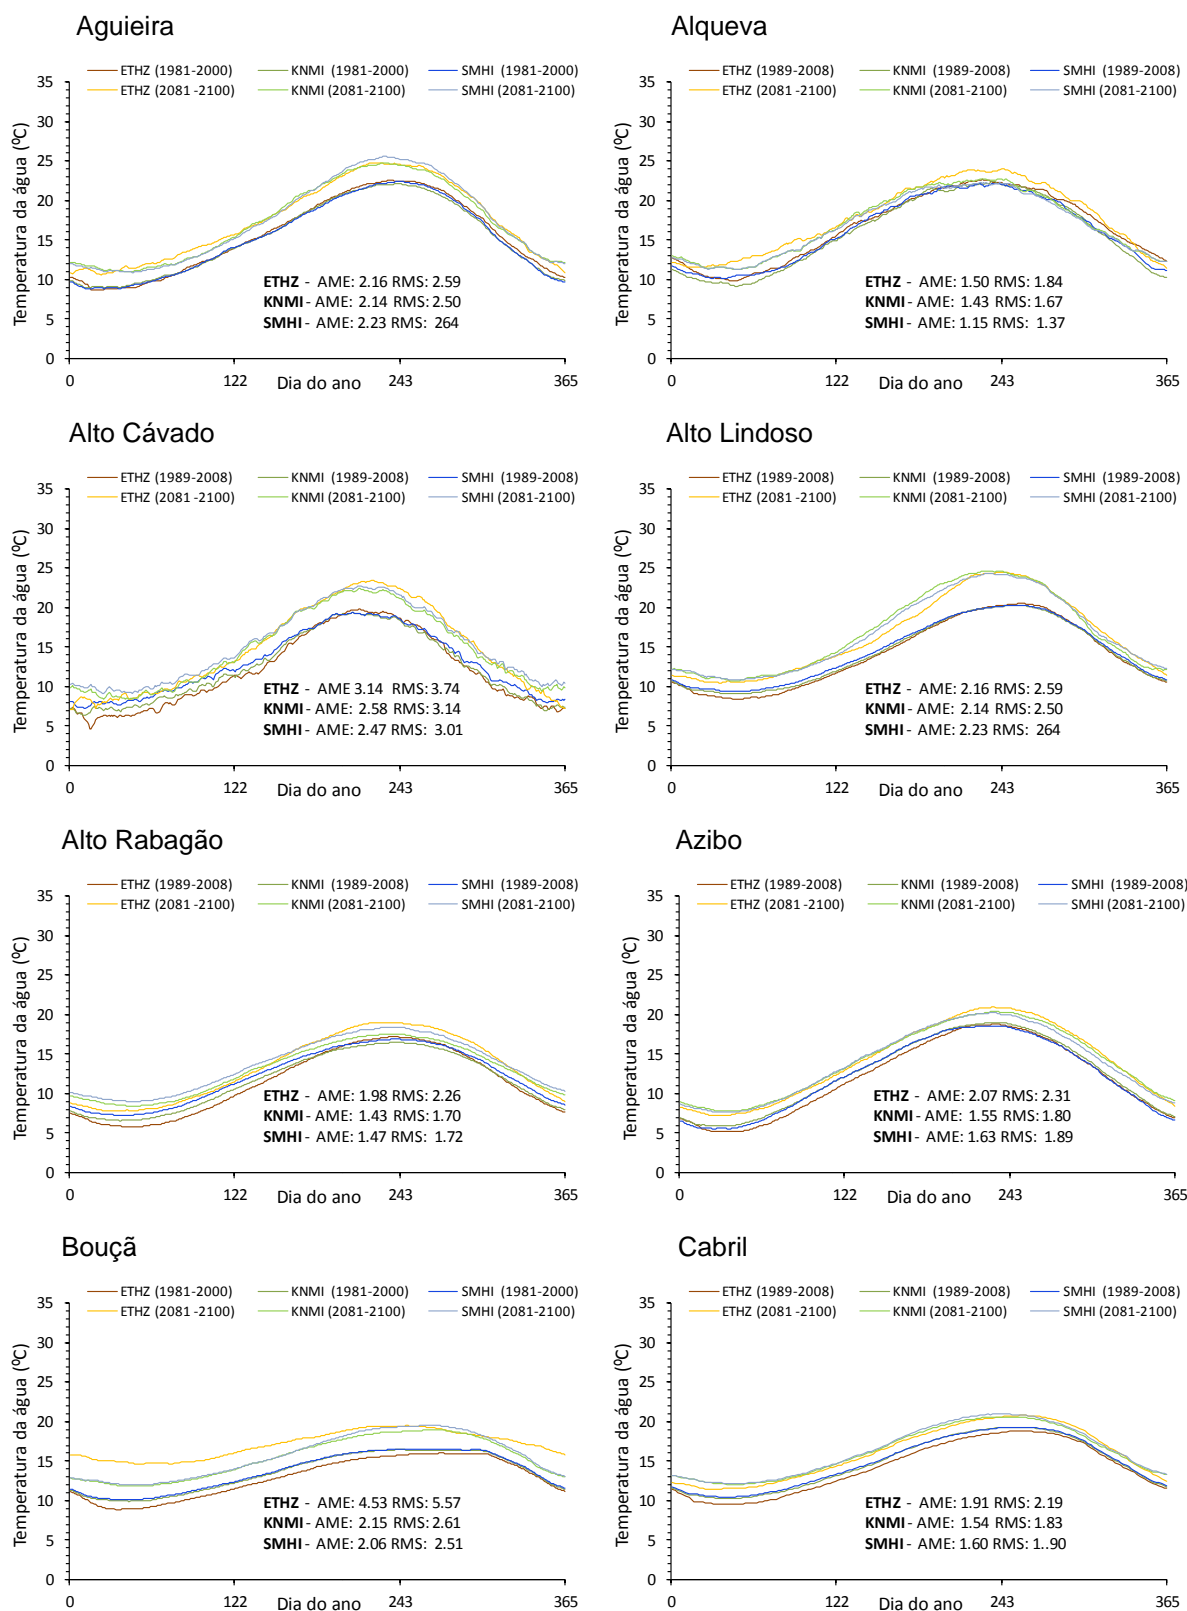 Aguieira
ETHZ (1981-2000) KNMI (1981-2000) SMHI (1981-2000)
ETHZ (2081 -2100) KNMI (2081-2100) SMHI (2081-2100)
Temperatura da água (ºC)
35
30
25
20
15
10
5
0
ETHZ - AME: 2.16 RMS: 2.59
KNMI - AME: 2.14 RMS: 2.50
SMHI - AME: 2.23 RMS: 264
0 122 243 365
Dia do ano
Alqueva
ETHZ (1989-2008) KNMI (1989-2008) SMHI (1989-2008)
ETHZ (2081 -2100) KNMI (2081-2100) SMHI (2081-2100)
Temperatura da água (ºC)
35
30
25
20
15
10
5
0
ETHZ - AME: 1.50 RMS: 1.84
KNMI - AME: 1.43 RMS: 1.67
SMHI - AME: 1.15 RMS: 1.37
0 122 243 365
Dia do ano
Alto Cávado
ETHZ (1989-2008) KNMI (1989-2008) SMHI (1989-2008)
ETHZ (2081 -2100) KNMI (2081-2100) SMHI (2081-2100)
Temperatura da água (ºC)
35
30
25
20
15
10
5
0
ETHZ - AME 3.14 RMS: 3.74
KNMI - AME: 2.58 RMS: 3.14
SMHI - AME: 2.47 RMS: 3.01
0 122 243 365
Dia do ano
Alto Lindoso
ETHZ (1989-2008) KNMI (1989-2008) SMHI (1989-2008)
ETHZ (2081 -2100) KNMI (2081-2100) SMHI (2081-2100)
Temperatura da água (ºC)
35
30
25
20
15
10
5
0
ETHZ - AME: 2.16 RMS: 2.59
KNMI - AME: 2.14 RMS: 2.50
SMHI - AME: 2.23 RMS: 264
0 122 243 365
Dia do ano
Alto Rabagão
ETHZ (1989-2008) KNMI (1989-2008) SMHI (1989-2008)
ETHZ (2081 -2100) KNMI (2081-2100) SMHI (2081-2100)
Temperatura da água (ºC)
35
30
25
20
15
10
5
0
ETHZ - AME: 1.98 RMS: 2.26
KNMI - AME: 1.43 RMS: 1.70
SMHI - AME: 1.47 RMS: 1.72
0 122 243 365
Dia do ano
Azibo
ETHZ (1989-2008) KNMI (1989-2008) SMHI (1989-2008)
ETHZ (2081 -2100) KNMI (2081-2100) SMHI (2081-2100)
Temperatura da água (ºC)
35
30
25
20
15
10
5
0
ETHZ - AME: 2.07 RMS: 2.31
KNMI - AME: 1.55 RMS: 1.80
SMHI - AME: 1.63 RMS: 1.89
0 122 243 365
Dia do ano
Bouçã
ETHZ (1981-2000) KNMI (1981-2000) SMHI (1981-2000)
ETHZ (2081 -2100) KNMI (2081-2100) SMHI (2081-2100)
Temperatura da água (ºC)
35
30
25
20
15
10
5
0
ETHZ - AME: 4.53 RMS: 5.57
KNMI - AME: 2.15 RMS: 2.61
SMHI - AME: 2.06 RMS: 2.51
0 122 243 365
Dia do ano
Cabril
ETHZ (1989-2008) KNMI (1989-2008) SMHI (1989-2008)
ETHZ (2081 -2100) KNMI (2081-2100) SMHI (2081-2100)
Temperatura da água (ºC)
35
30
25
20
15
10
5
0
ETHZ - AME: 1.91 RMS: 2.19
KNMI - AME: 1.54 RMS: 1.83
SMHI - AME: 1.60 RMS: 1..90
0 122 243 365
Dia do ano